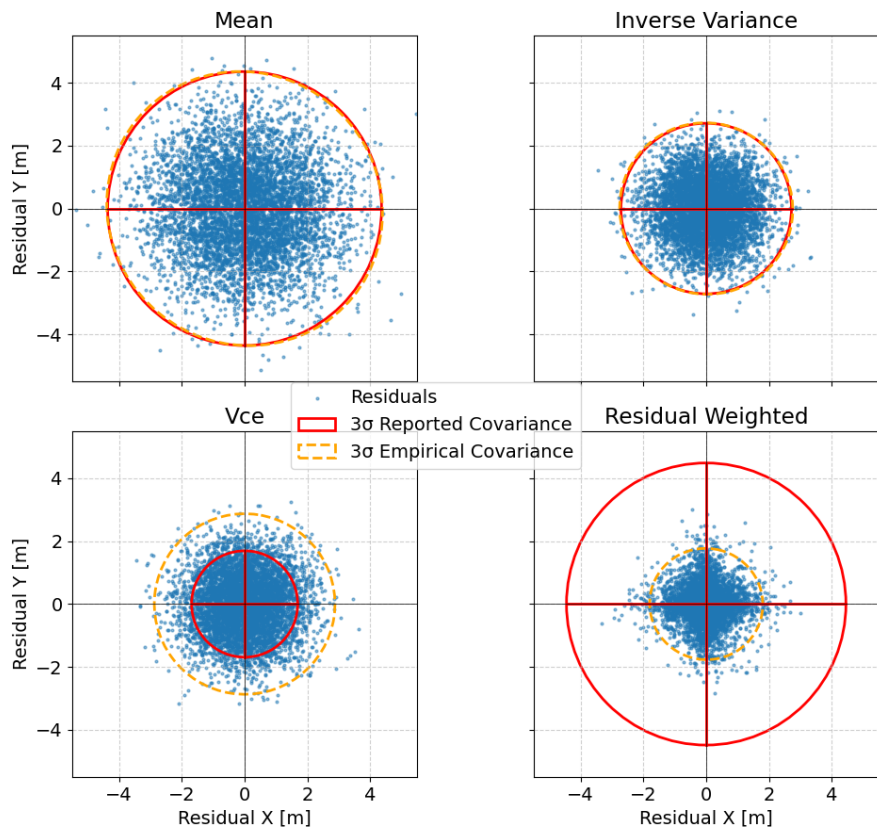 Mean
Inverse Variance
4
2
0
−2
−4
Residual Y [m]
Residuals
3σ Reported Covariance
3σ Empirical Covariance
Vce
Residual Weighted
4
2
0
−2
−4
Residual Y [m]
−4 −2 0 2 4
−4 −2 0 2 4
Residual X [m]
Residual X [m]